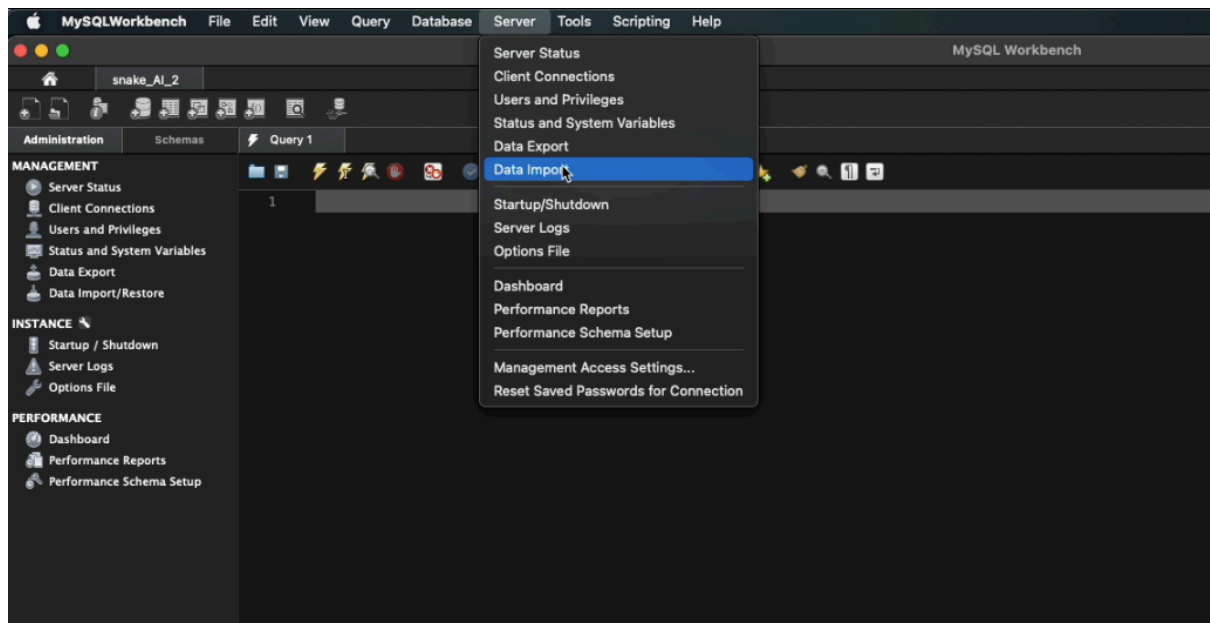 MySQLWorkbench File Edit View Query Database Server Tools Scripting Help
MySQL Workbench
snake_AI_2
Administration Schemas
Query 1
MANAGEMENT
Server Status
Client Connections
Users and Privileges
Status and System Variables
Data Export
Data Import/Restore
INSTANCE
Startup / Shutdown
Server Logs
Options File
PERFORMANCE
Dashboard
Performance Reports
Performance Schema Setup
1
Server Status
Client Connections
Users and Privileges
Status and System Variables
Data Export
Data Import
Startup/Shutdown
Server Logs
Options File
Dashboard
Performance Reports
Performance Schema Setup
Management Access Settings...
Reset Saved Passwords for Connection